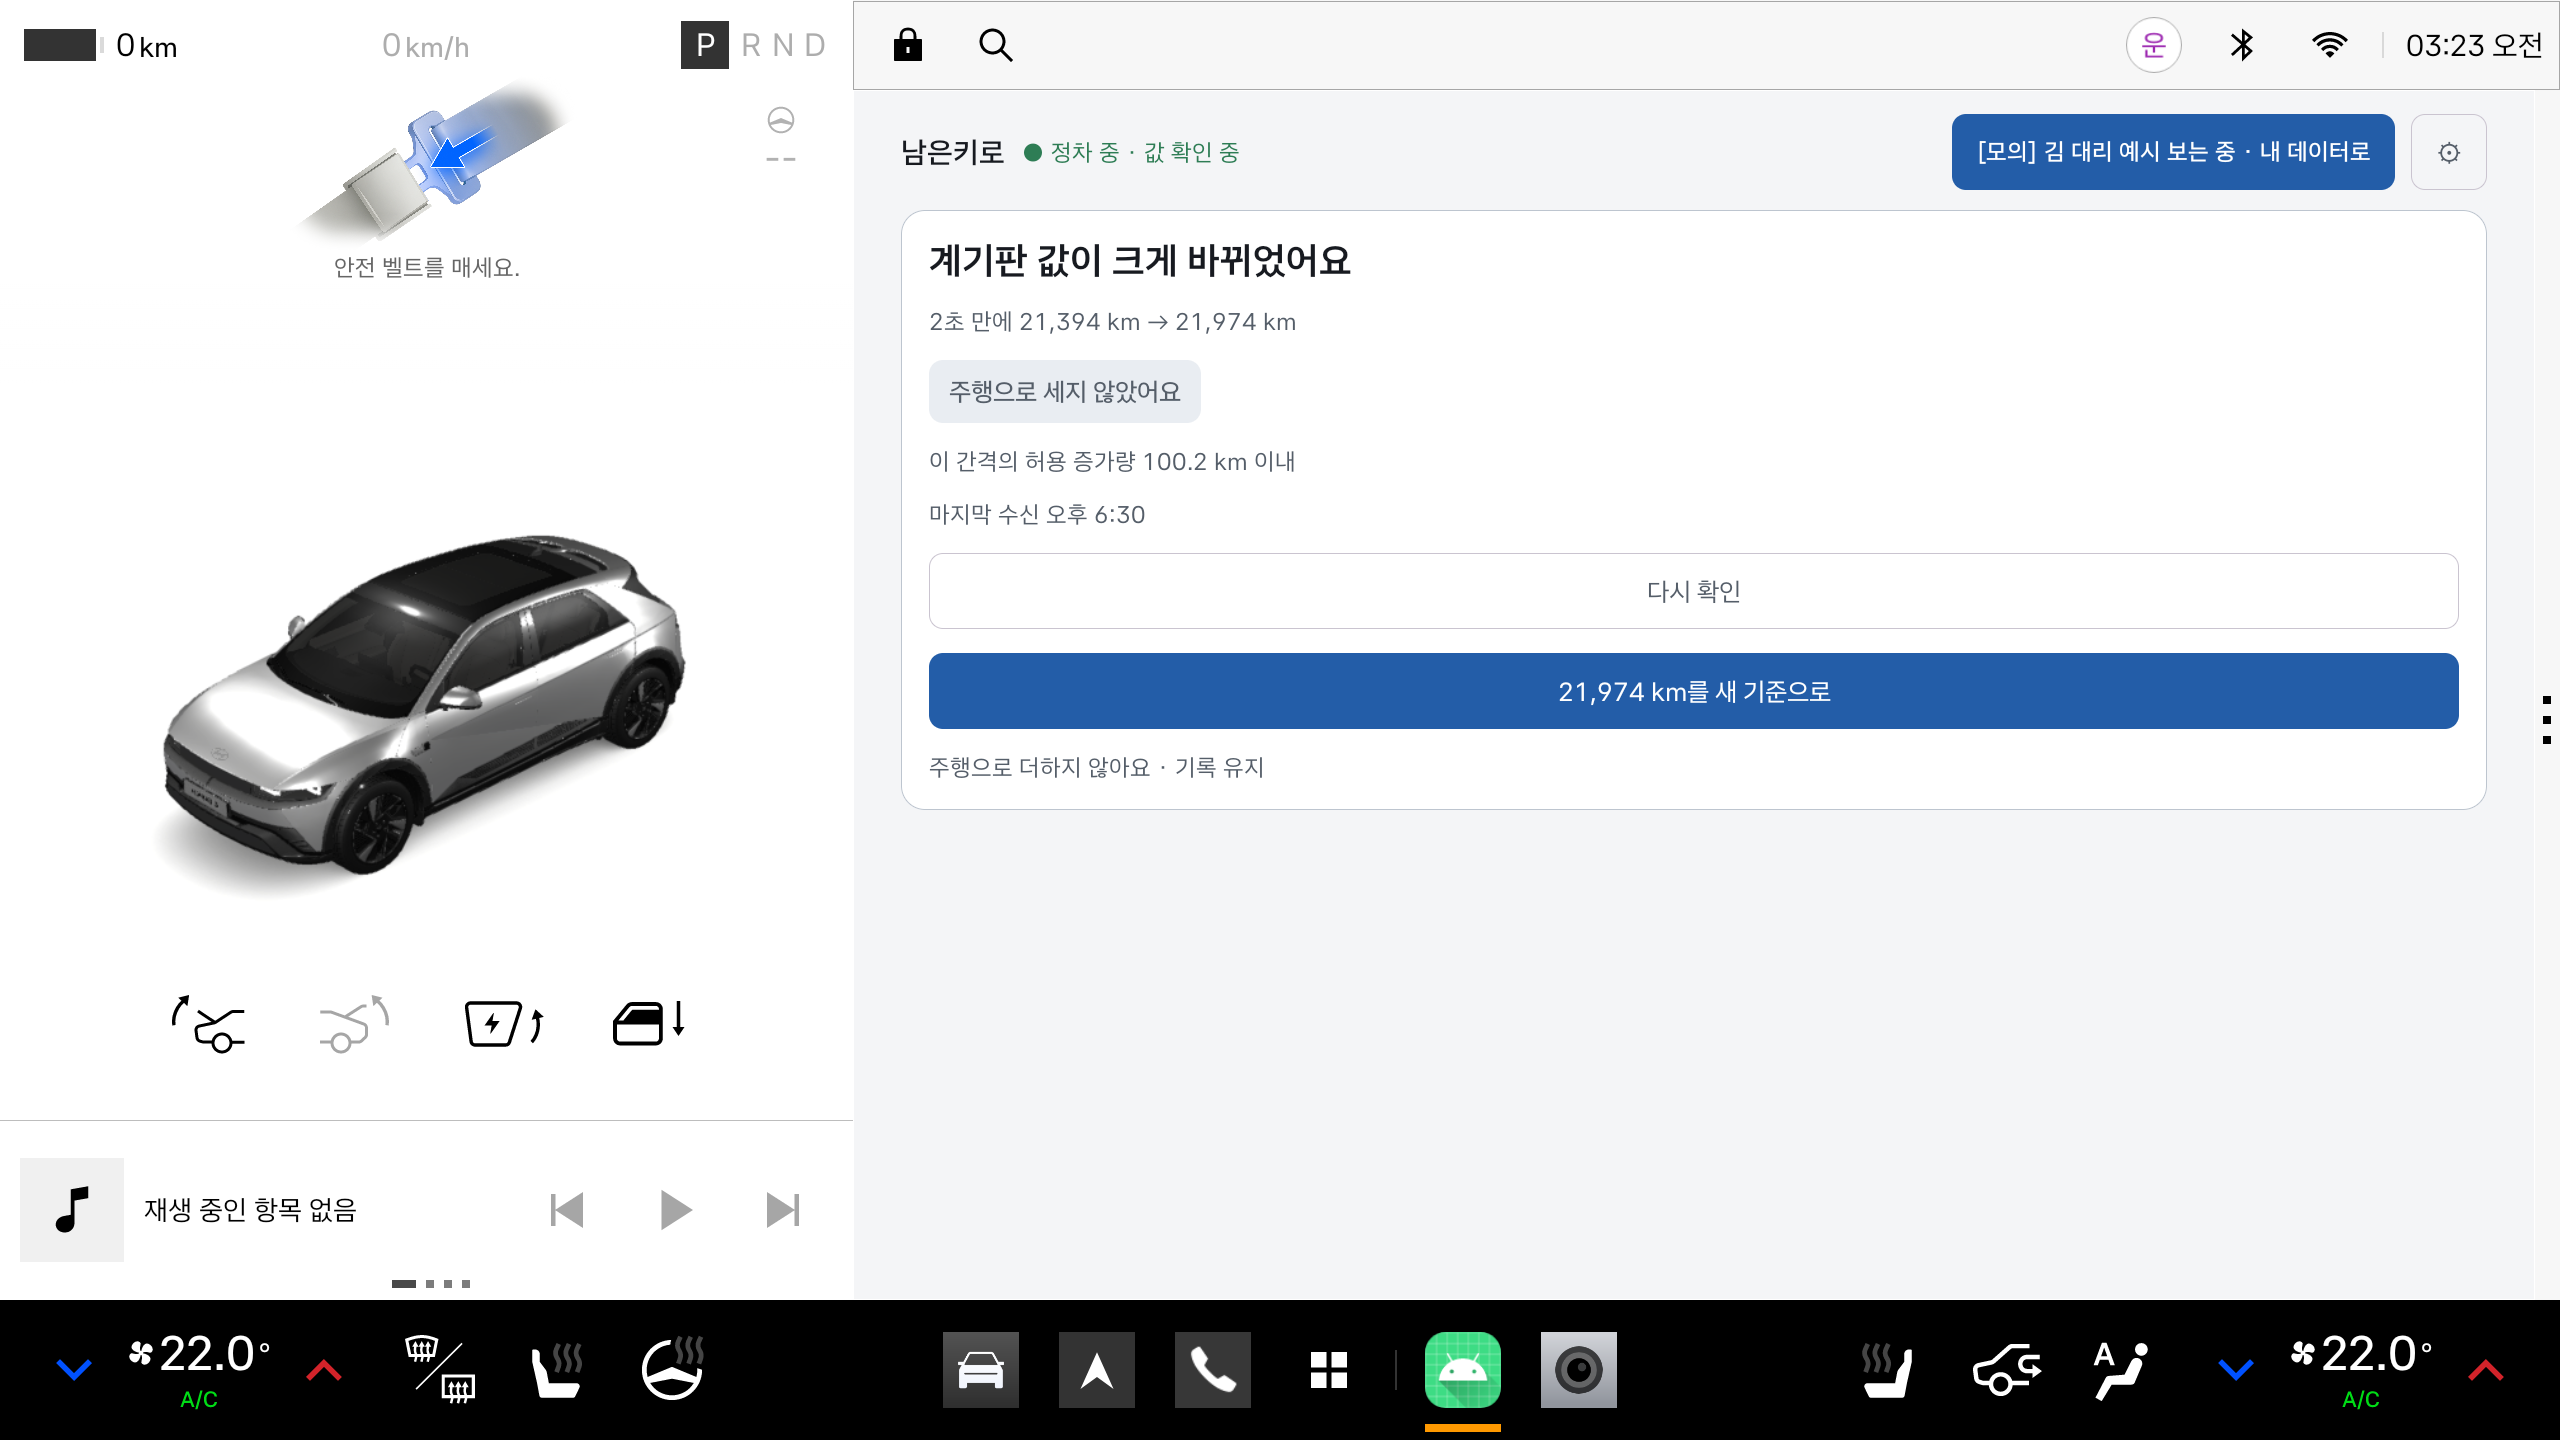 0 km
0 km/h
P R N D
03:23 오전
운
안전 벨트를 매세요.
남은키로
정차 중 · 값 확인 중
[모의] 김 대리 예시 보는 중 · 내 데이터로
계기판 값이 크게 바뀌었어요
2초 만에 21,394 km → 21,974 km
주행으로 세지 않았어요
이 간격의 허용 증가량 100.2 km 이내
마지막 수신 오후 6:30
다시 확인
21,974 km를 새 기준으로
주행으로 더하지 않아요 · 기록 유지
재생 중인 항목 없음
22.0°
A/C
A
22.0°
A/C